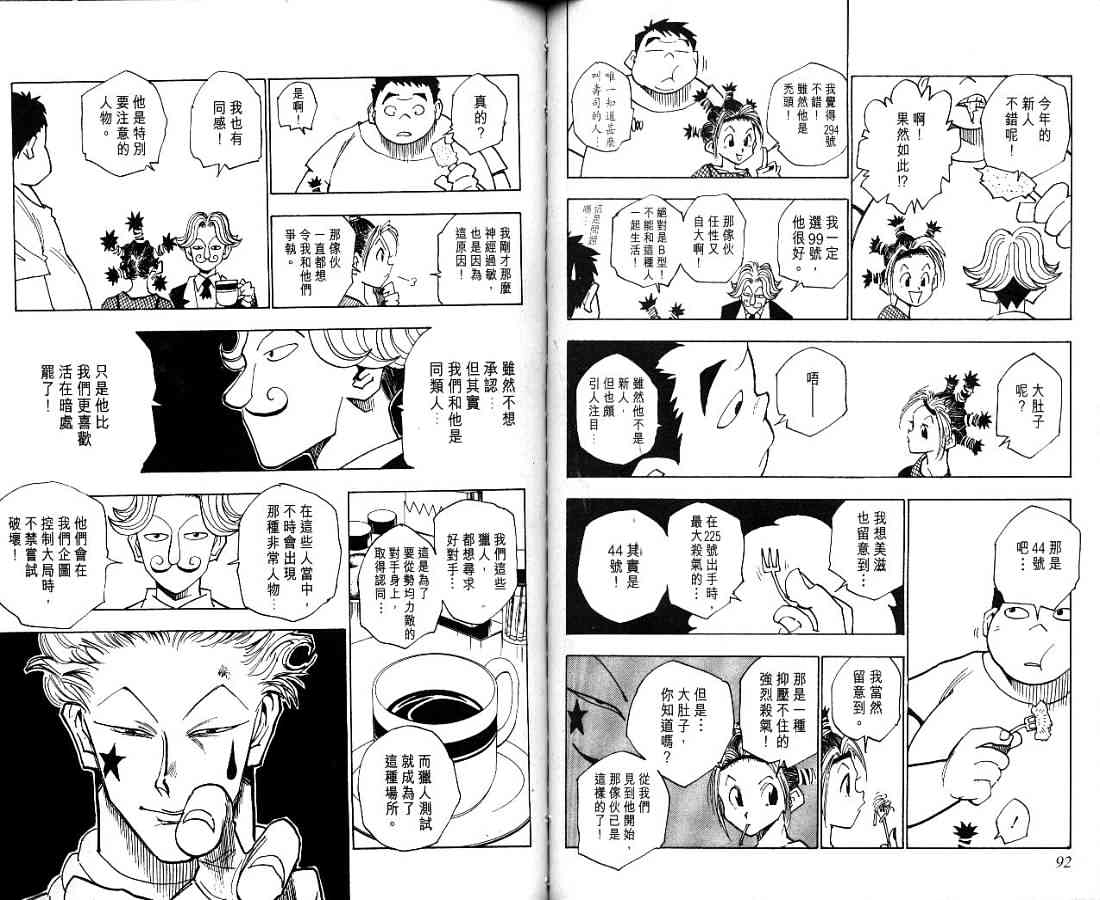 今年的
新人
不錯呢！
啊！
果然如此!?
我覺得
294號
不錯！
雖然他是
禿頭！
唯一知道甚麼
叫壽司的人…
我一定
選99號，
他很好。
那傢伙
任性又
自大啊！
絕對是B型！
不能和這種人
一起生活！
這是問題
嗎…
大肚子
呢？
唔
——
雖然他不是
新人，
但也頗
引人注目…
那是
44號
吧…
我想美滋
也留意到…
在225
號出手時，
最大殺氣的…
其實是
44號！
！
我當然
留意到。
那是一種
抑壓不住的
強烈殺氣！
但是…
大肚子，
你知道嗎？
從我們
見到他開始，
那傢伙已是
這樣的了！
92
真的？
是啊！
我也有
同感！
他是特別
要注意的
人物。
我剛才那麼
神經過敏，
也是因為
這原因！
那傢伙
一直都想
令我和他們
爭執。
雖然不想
承認…
但其實
我們和他是
同類人…
只是他比
我們更喜歡
活在暗處
罷了！
我們這些
獵人，
都想尋求
好對手…
這是為了
要從勢均力敵的
對手身上，
取得認同…
而獵人測試
就成為了
這種場所。
在這些人當中，
不時會出現
那種非常人物…
他們會在
我們企圖
控制大局時，
不禁嘗試
破壞！